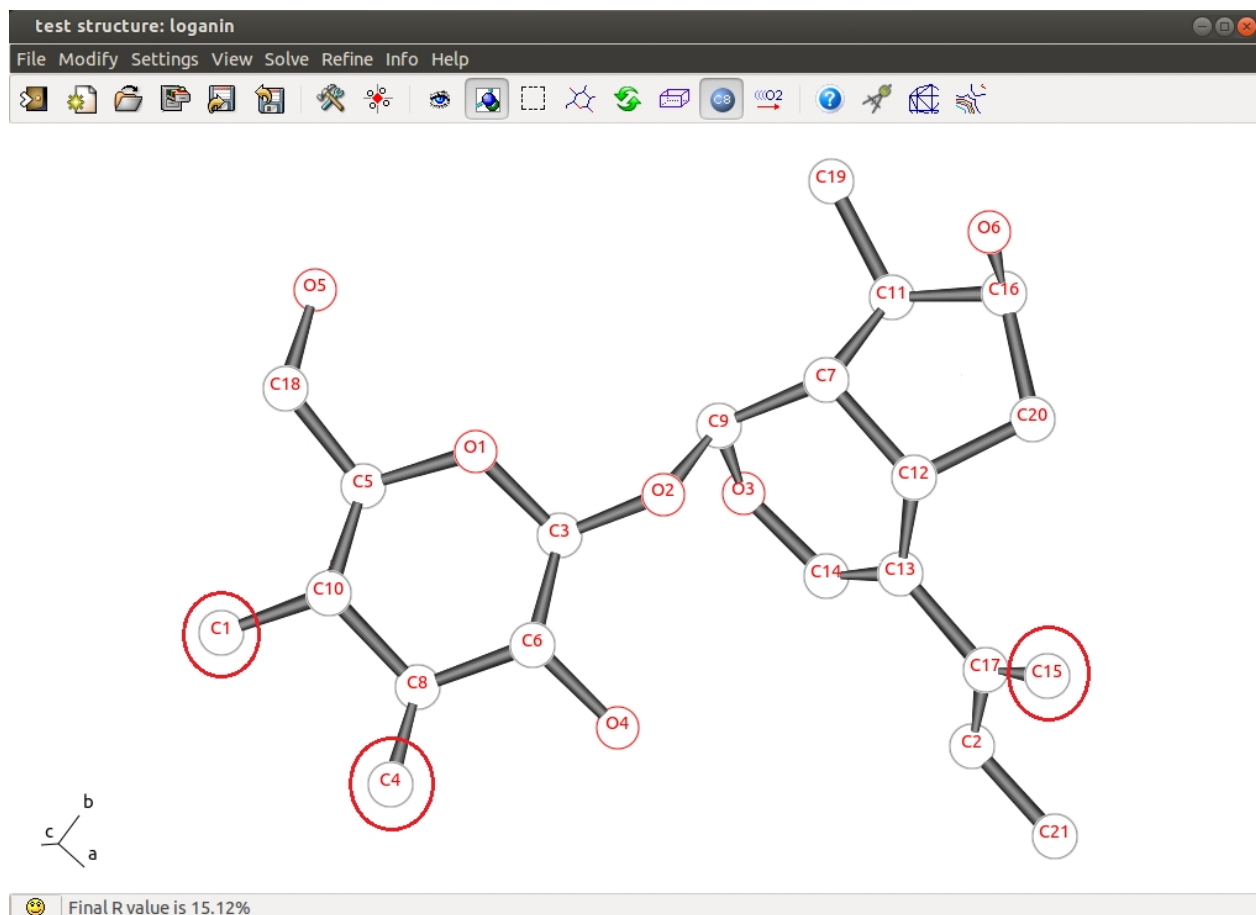 test structure: loganin
File Modify Settings View Solve Refine Info Help
C8 O2
C19
O6
O5
C11 C16
C7
C18
C20
C9
O1
C12
C5
O2 O3
C3
C14 C13
C10
C1
C6
C17 C15
C8
O4
C2
C4
b
c
a
C21
Final R value is 15.12%